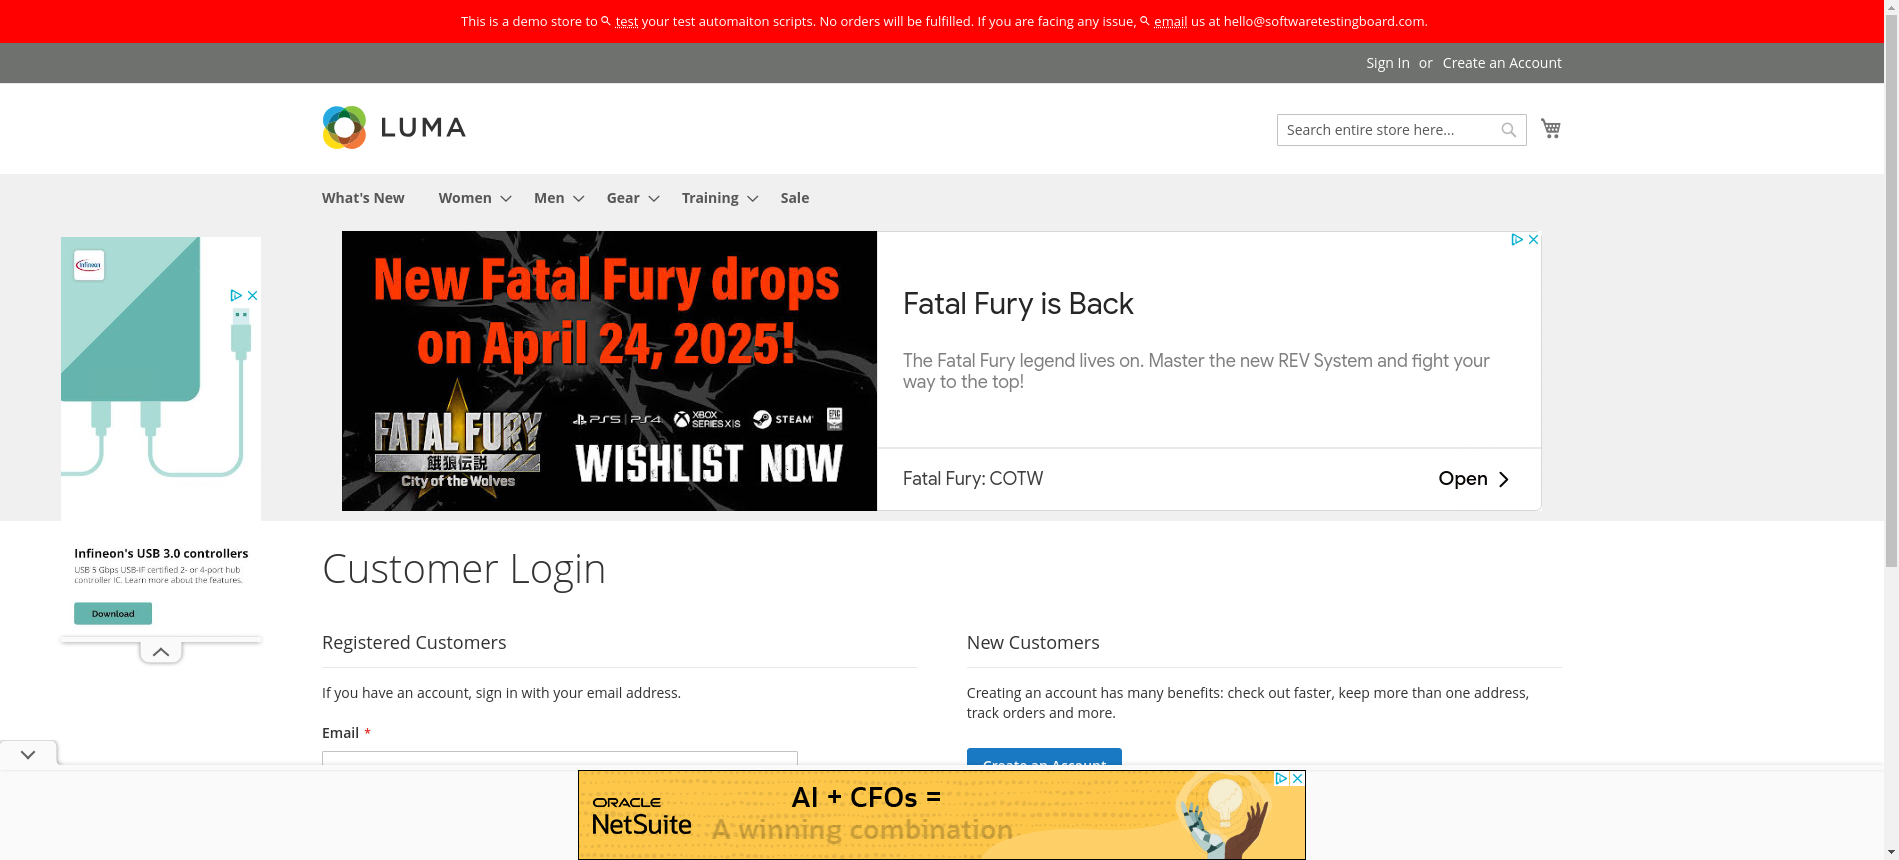 This is a demo store to test your test automaiton scripts. No orders will be fulfilled. If you are facing any issue, email us at hello@softwaretestingboard.com.
Sign In or Create an Account
LUMA
Search entire store here...
What's New Women Men Gear Training Sale
infineon
New Fatal Fury drops
on April 24, 2025!
FATAL FURY
餓狼伝説
City of the Wolves
PS5 | PS4 XBOX SERIES X|S STEAM EPIC GAMES
WISHLIST NOW
Fatal Fury is Back
The Fatal Fury legend lives on. Master the new REV System and fight your
way to the top!
Fatal Fury: COTW
Open
Infineon's USB 3.0 controllers
USB 5 Gbps USB-IF certified 2- or 4-port hub
controller IC. Learn more about the features.
Download
Customer Login
Registered Customers
If you have an account, sign in with your email address.
Email *
New Customers
Creating an account has many benefits: check out faster, keep more than one address,
track orders and more.
Create an Account
ORACLE
NetSuite
AI + CFOs =
A winning combination